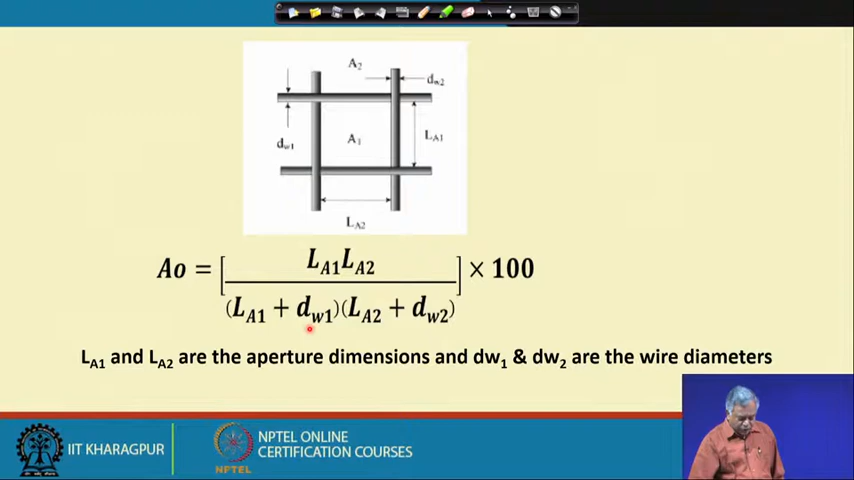 A2
dw2
dw1
A1
LA1
LA2
Ao = [ LA1LA2 / (LA1 + dw1)(LA2 + dw2) ] × 100
LA1 and LA2 are the aperture dimensions and dw1 & dw2 are the wire diameters
IIT KHARAGPUR
NPTEL
NPTEL ONLINE
CERTIFICATION COURSES